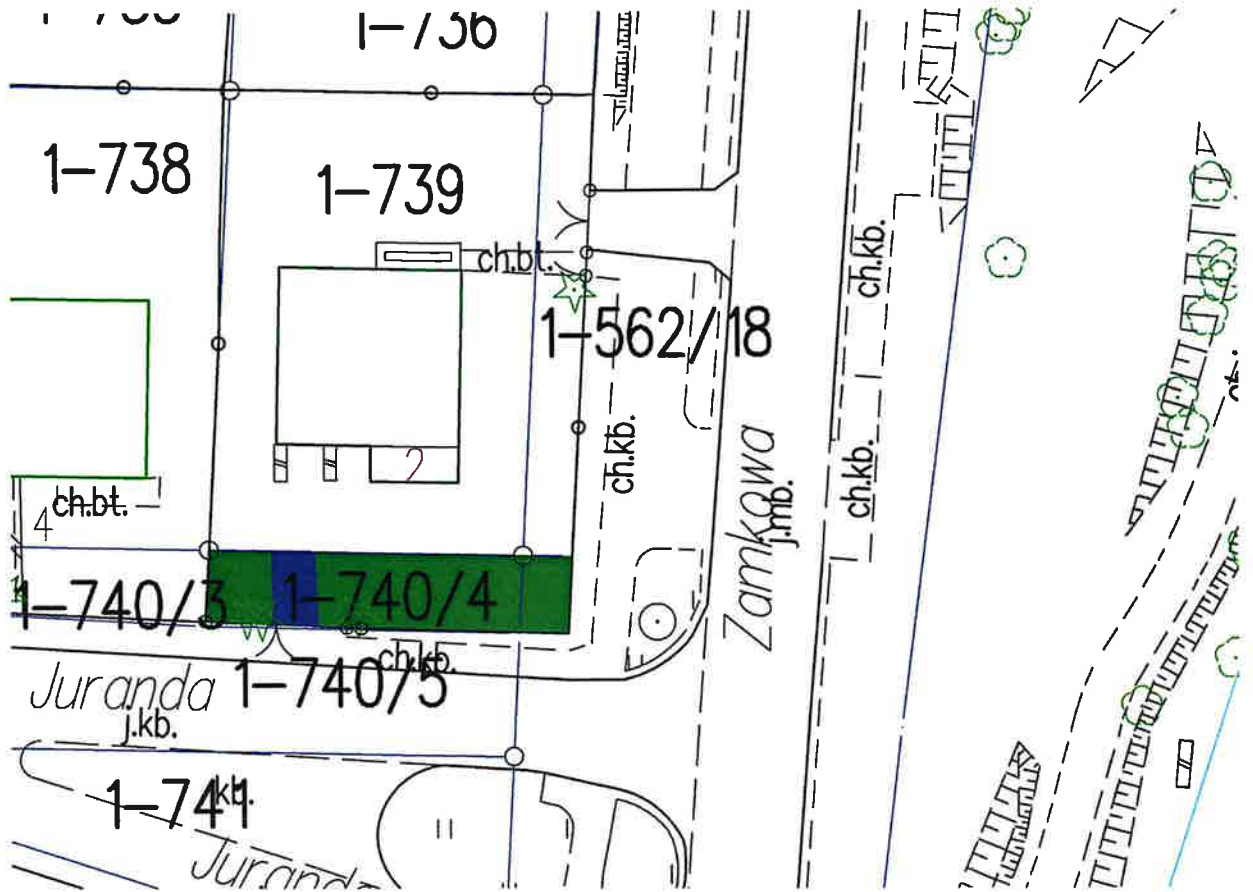 1-736
1-738
1-739
ch.bt.
1-562/18
ch.kb.
ch.kb.
ch.kb.
2
ch.bt.
4
Zamkowa
j.mb.
1-740/3
1-740/4
ch.kb.
1-740/5
Juranda
j.kb.
1-741
kb.
Juranda